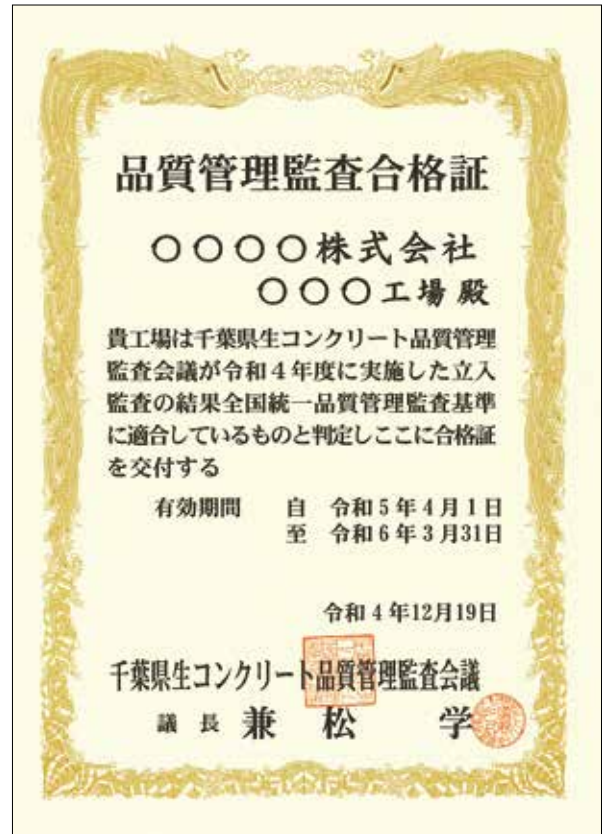 品質管理監査合格証
〇〇〇〇株式会社
〇〇〇工場殿
貴工場は千葉県生コンクリート品質管理
監査会議が令和4年度に実施した立入
監査の結果全国統一品質管理監査基準
に適合しているものと判定しここに合格証
を交付する
有効期間 自 令和5年4月1日
至 令和6年3月31日
令和4年12月19日
千葉県生コンクリート品質管理監査会議
議長 兼松 学